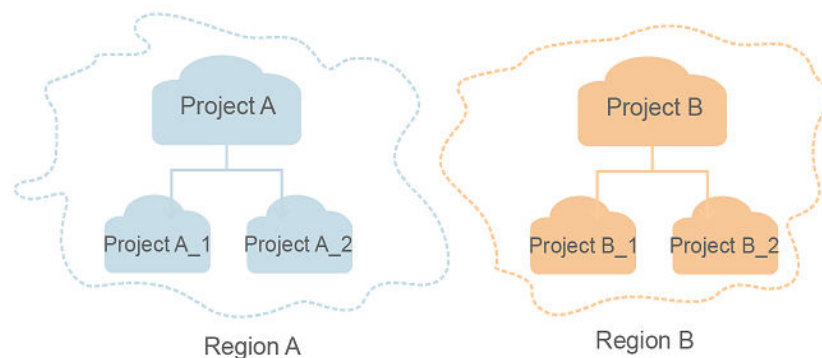 Project A
Project B
Project A_1
Project A_2
Project B_1
Project B_2
Region A
Region B